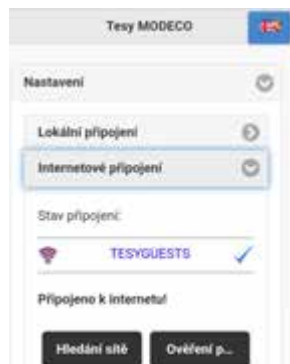 Tesy MODECO
Nastavení
Lokální připojení
Internetové připojení
Stav připojení:
TESYGUESTS
Připojeno k internetu!
Hledání sítě
Ověření p...